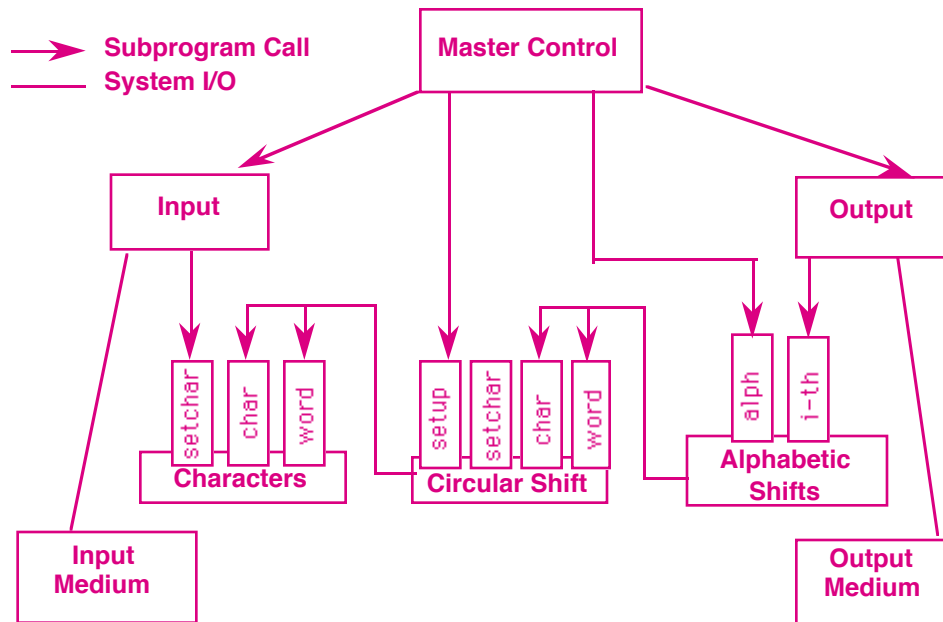 Subprogram Call
System I/O
Master Control
Input
Output
setchar
char
word
setup
setchar
char
word
alph
i-th
Characters
Circular Shift
Alphabetic
Shifts
Input
Medium
Output
Medium